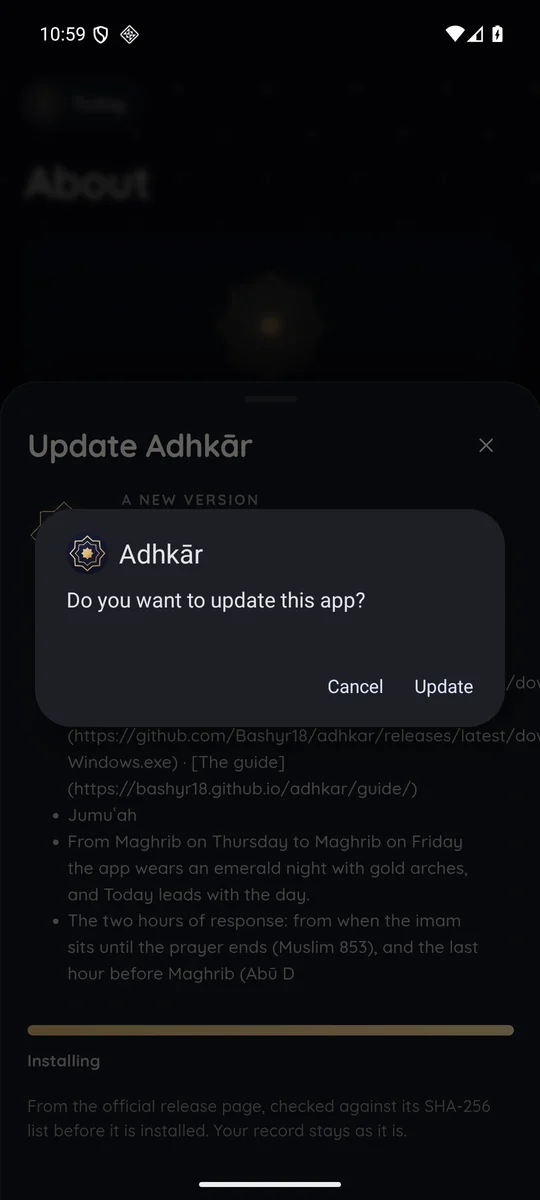 10:59
Today
About
Update Adhkār
A NEW VERSION
Adhkār
Do you want to update this app?
Cancel Update
(https://github.com/Bashyr18/adhkar/releases/latest/dow
Windows.exe) · [The guide]
(https://bashyr18.github.io/adhkar/guide/)
• Jumuʿah
• From Maghrib on Thursday to Maghrib on Friday
the app wears an emerald night with gold arches,
and Today leads with the day.
• The two hours of response: from when the imam
sits until the prayer ends (Muslim 853), and the last
hour before Maghrib (Abū D
Installing
From the official release page, checked against its SHA-256
list before it is installed. Your record stays as it is.